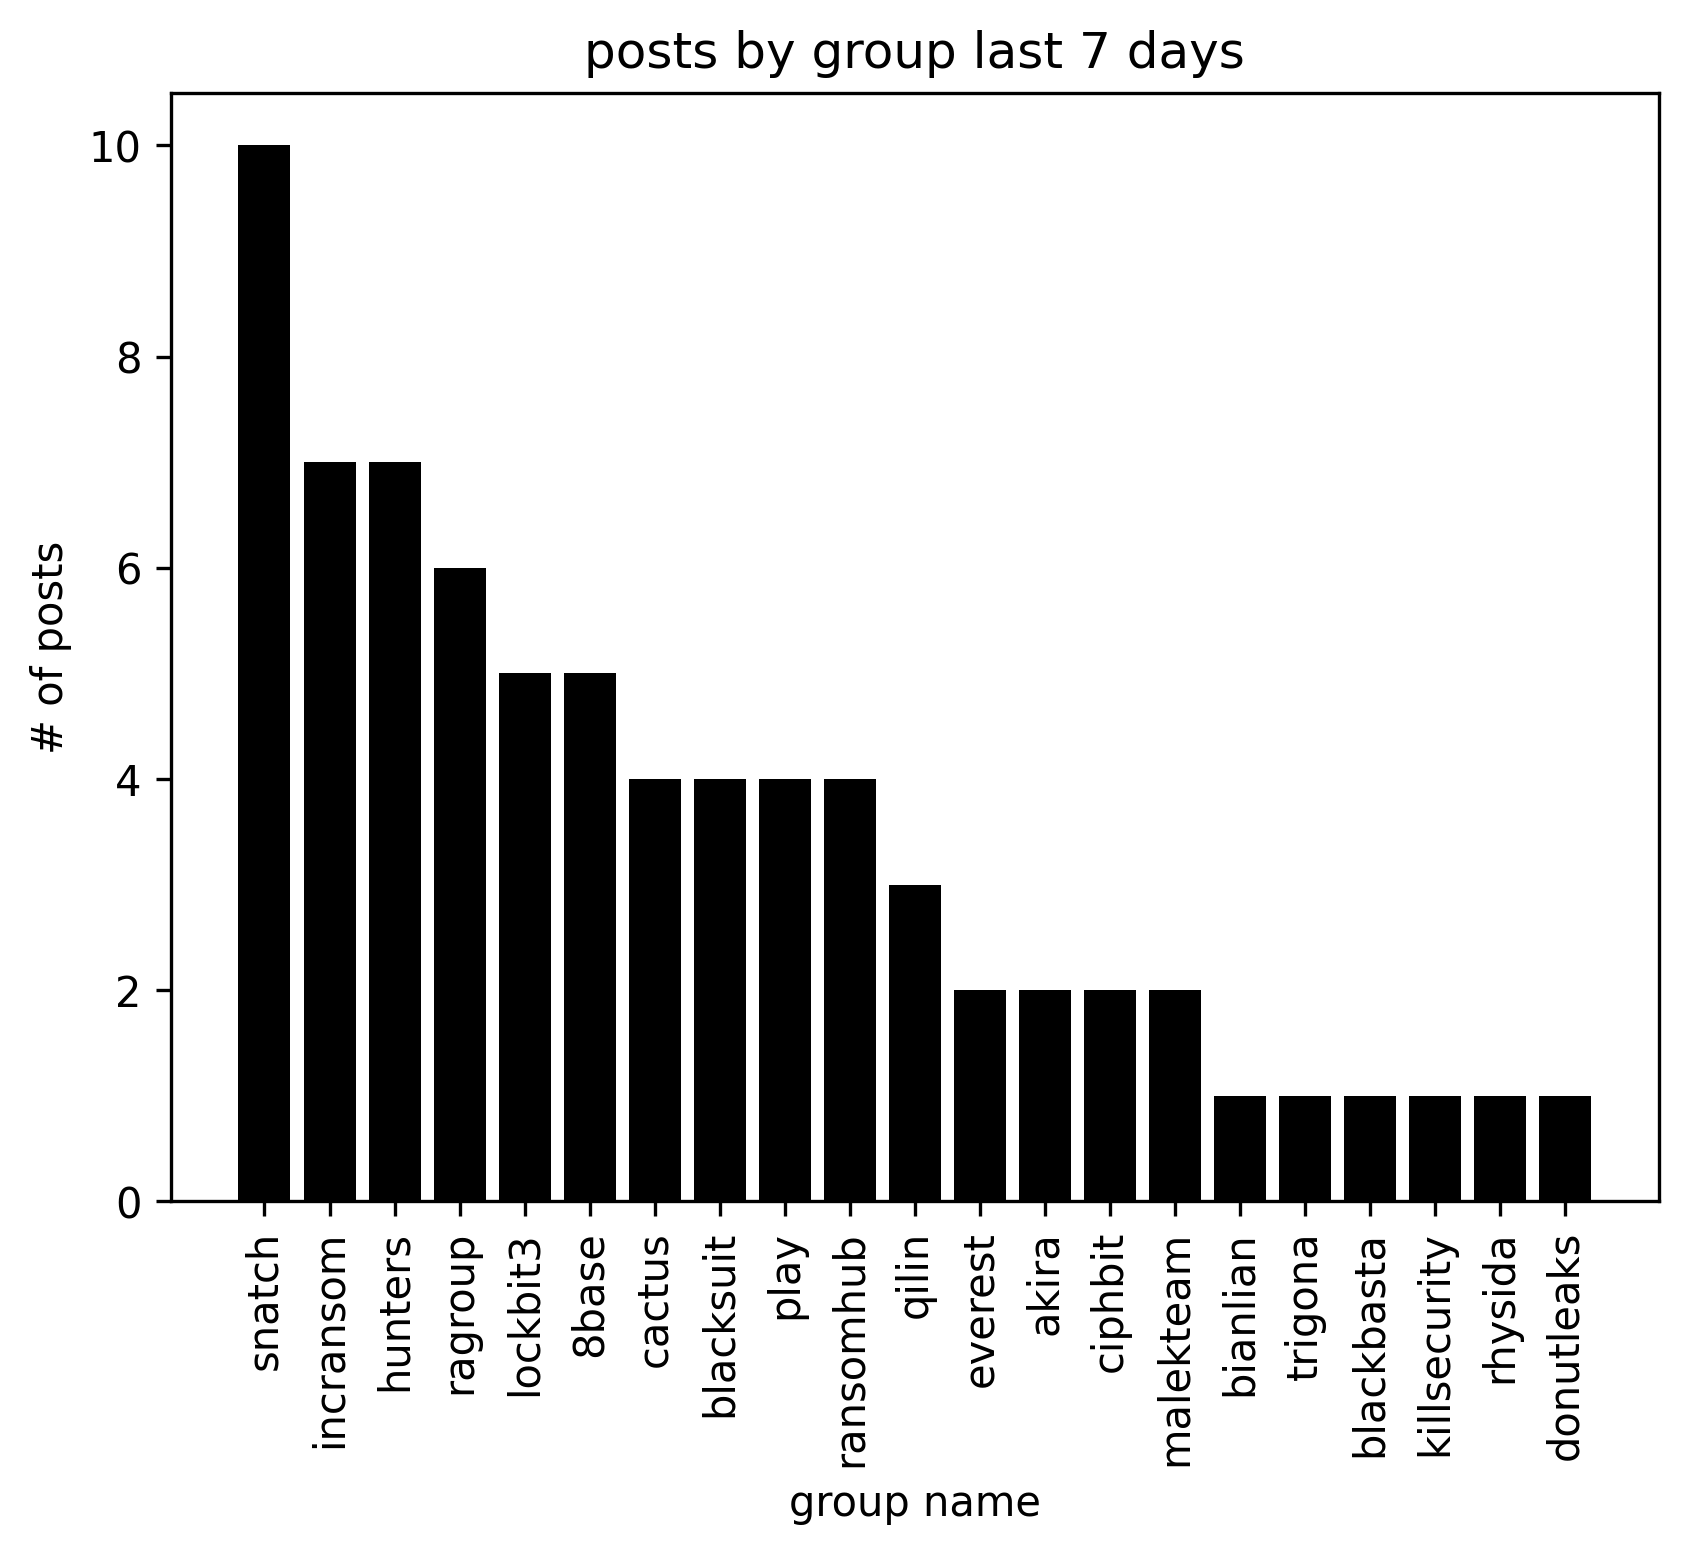 posts by group last 7 days
# of posts
10
8
6
4
2
0
snatch
incransom
hunters
ragroup
lockbit3
8base
cactus
blacksuit
play
ransomhub
qilin
everest
akira
ciphbit
malekteam
bianlian
trigona
blackbasta
killsecurity
rhysida
donutleaks
group name